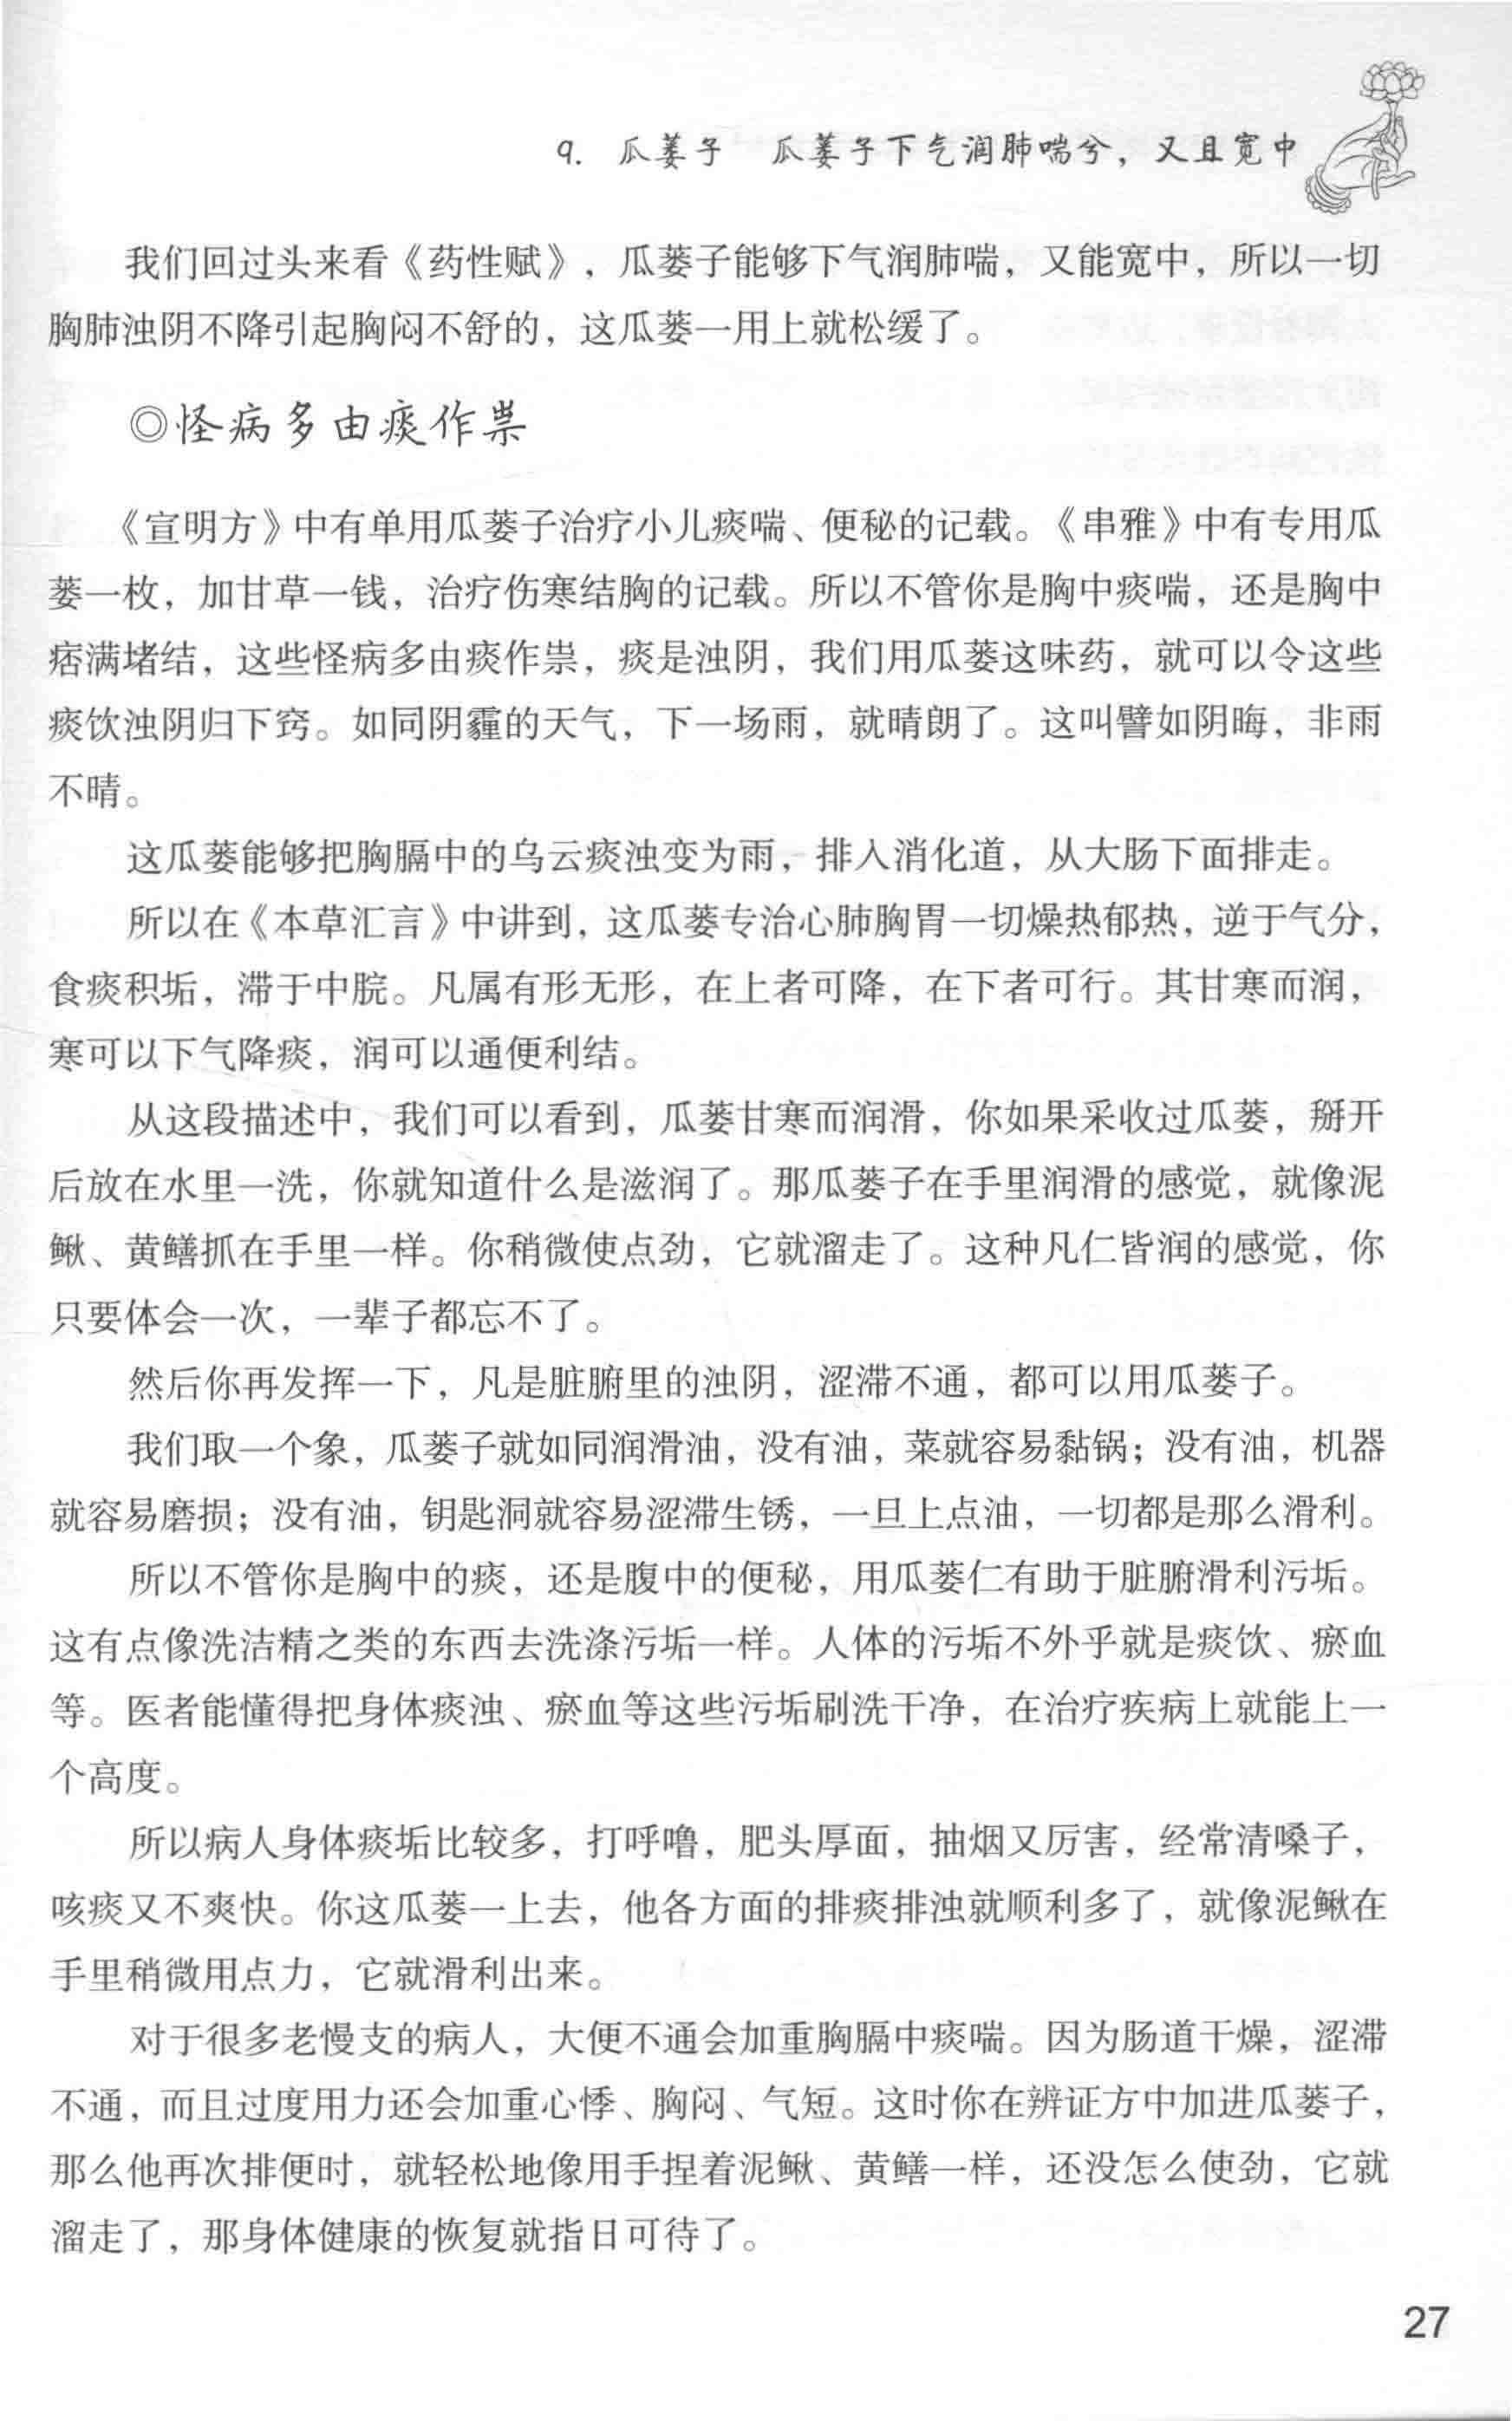 9. 瓜蒌子　瓜蒌子下气润肺喘兮，又且宽中
我们回过头来看《药性赋》，瓜蒌子能够下气润肺喘，又能宽中，所以一切
胸肺浊阴不降引起胸闷不舒的，这瓜蒌一用上就松缓了。
◎怪病多由痰作祟
《宣明方》中有单用瓜蒌子治疗小儿痰喘、便秘的记载。《串雅》中有专用瓜
蒌一枚，加甘草一钱，治疗伤寒结胸的记载。所以不管你是胸中痰喘，还是胸中
痞满堵结，这些怪病多由痰作祟，痰是浊阴，我们用瓜蒌这味药，就可以令这些
痰饮浊阴归下窍。如同阴霾的天气，下一场雨，就晴朗了。这叫譬如阴晦，非雨
不晴。
这瓜蒌能够把胸膈中的乌云痰浊变为雨，排入消化道，从大肠下面排走。
所以在《本草汇言》中讲到，这瓜蒌专治心肺胸胃一切燥热郁热，逆于气分，
食痰积垢，滞于中脘。凡属有形无形，在上者可降，在下者可行。其甘寒而润，
寒可以下气降痰，润可以通便利结。
从这段描述中，我们可以看到，瓜蒌甘寒而润滑，你如果采收过瓜蒌，掰开
后放在水里一洗，你就知道什么是滋润了。那瓜蒌子在手里润滑的感觉，就像泥
鳅、黄鳝抓在手里一样。你稍微使点劲，它就溜走了。这种凡仁皆润的感觉，你
只要体会一次，一辈子都忘不了。
然后你再发挥一下，凡是脏腑里的浊阴，涩滞不通，都可以用瓜蒌子。
我们取一个象，瓜蒌子就如同润滑油，没有油，菜就容易黏锅；没有油，机器
就容易磨损；没有油，钥匙洞就容易涩滞生锈，一旦上点油，一切都是那么滑利。
所以不管你是胸中的痰，还是腹中的便秘，用瓜蒌仁有助于脏腑滑利污垢。
这有点像洗洁精之类的东西去洗涤污垢一样。人体的污垢不外乎就是痰饮、瘀血
等。医者能懂得把身体痰浊、瘀血等这些污垢刷洗干净，在治疗疾病上就能上一
个高度。
所以病人身体痰垢比较多，打呼噜，肥头厚面，抽烟又厉害，经常清嗓子，
咳痰又不爽快。你这瓜蒌一上去，他各方面的排痰排浊就顺利多了，就像泥鳅在
手里稍微用点力，它就滑利出来。
对于很多老慢支的病人，大便不通会加重胸膈中痰喘。因为肠道干燥，涩滞
不通，而且过度用力还会加重心悸、胸闷、气短。这时你在辨证方中加进瓜蒌子，
那么他再次排便时，就轻松地像用手捏着泥鳅、黄鳝一样，还没怎么使劲，它就
溜走了，那身体健康的恢复就指日可待了。
27